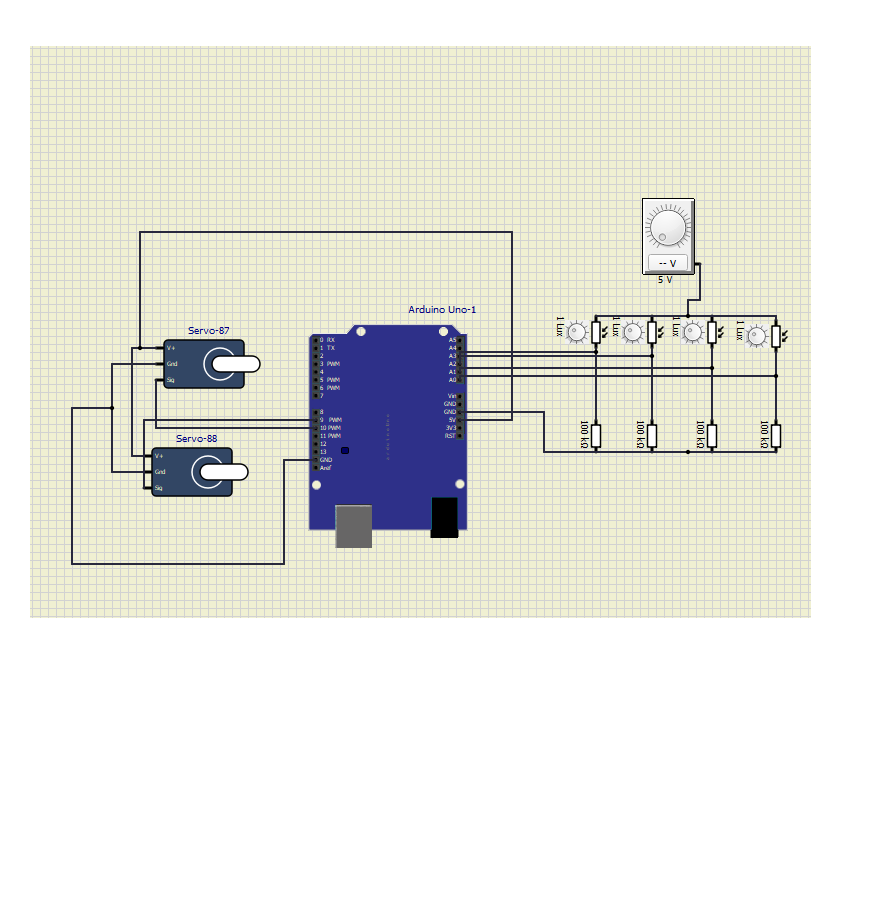 -- V
5 V
Arduino Uno-1
Servo-87
V+
Gnd
Sig
Servo-88
V+
Gnd
Sig
0 RX
1 TX
2
3 PWM
4
5 PWM
6 PWM
7
8
9 PWM
10 PWM
11 PWM
12
13
GND
Aref
A5
A4
A3
A2
A1
A0
Vin
GND
GND
5V
3V3
RST
1 Lux
1 Lux
1 Lux
1 Lux
100 kΩ
100 kΩ
100 kΩ
100 kΩ